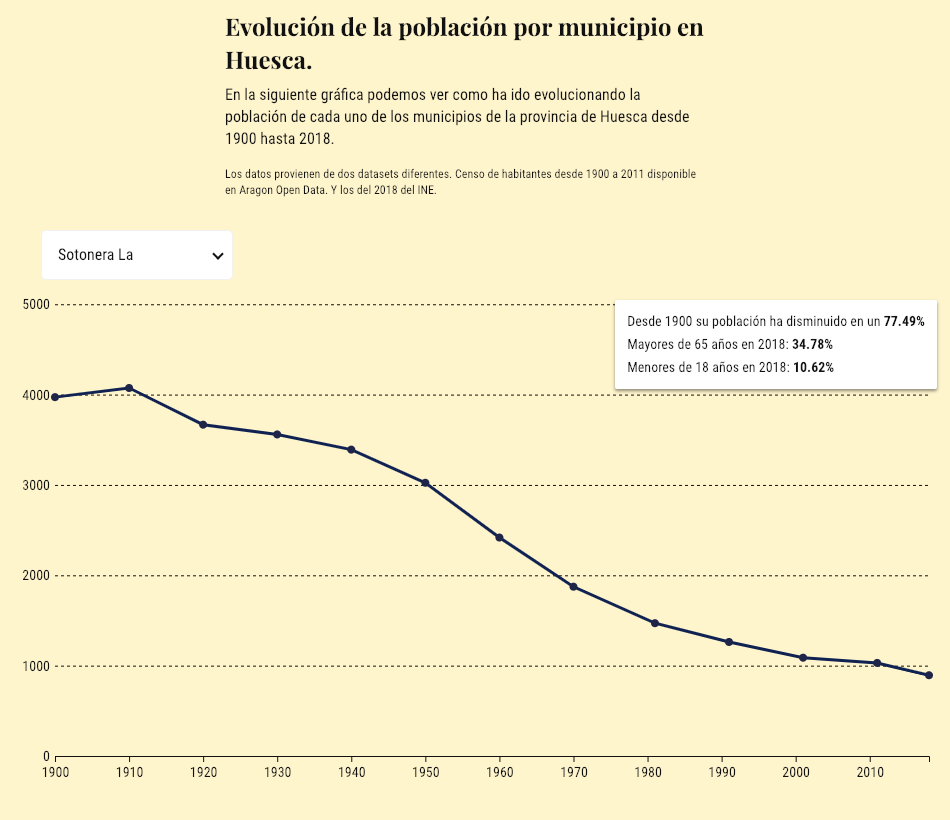 Evolución de la población por municipio en
Huesca.
En la siguiente gráfica podemos ver como ha ido evolucionando la
población de cada uno de los municipios de la provincia de Huesca desde
1900 hasta 2018.
Los datos provienen de dos datasets diferentes. Censo de habitantes desde 1900 a 2011 disponible
en Aragon Open Data. Y los del 2018 del INE.
Sotonera La
Desde 1900 su población ha disminuido en un 77.49%
Mayores de 65 años en 2018: 34.78%
Menores de 18 años en 2018: 10.62%
5000
4000
3000
2000
1000
0
1900 1910 1920 1930 1940 1950 1960 1970 1980 1990 2000 2010